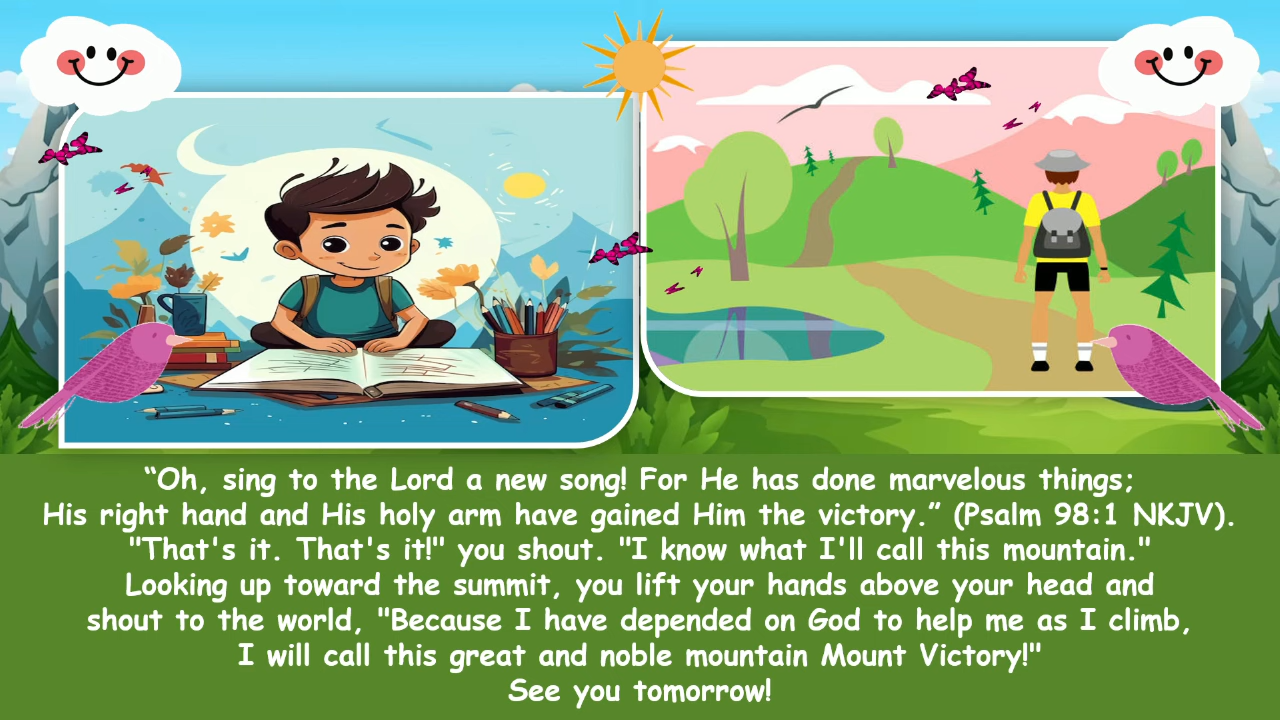 “Oh, sing to the Lord a new song! For He has done marvelous things;
His right hand and His holy arm have gained Him the victory.” (Psalm 98:1 NKJV).
"That's it. That's it!" you shout. "I know what I'll call this mountain."
Looking up toward the summit, you lift your hands above your head and
shout to the world, "Because I have depended on God to help me as I climb,
I will call this great and noble mountain Mount Victory!"
See you tomorrow!